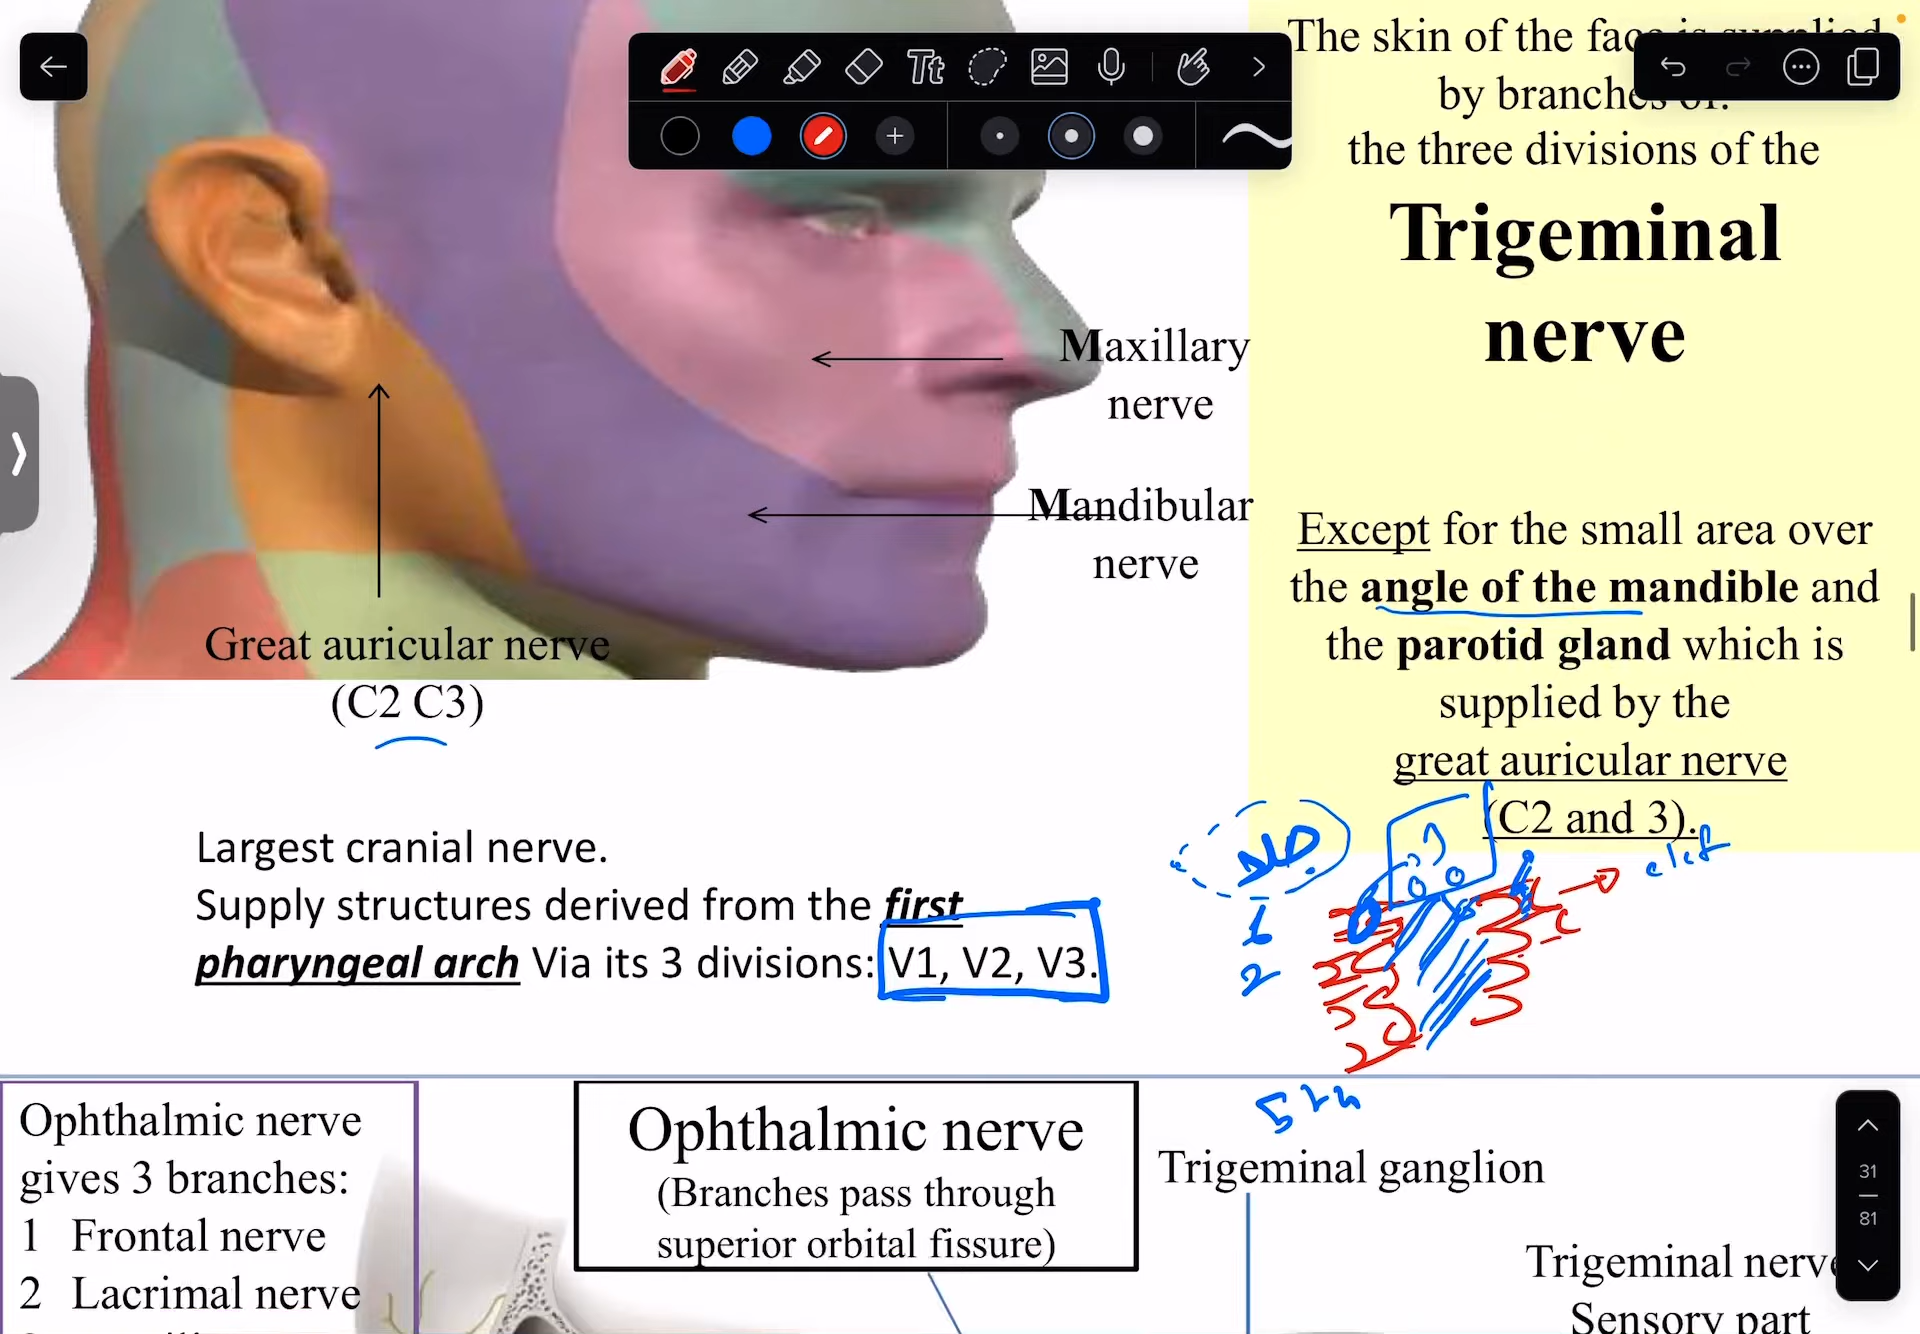 The skin of the face is supplied
by branches of:
the three divisions of the
Trigeminal
nerve
Maxillary
nerve
Mandibular
nerve
Except for the small area over
the angle of the mandible and
the parotid gland which is
supplied by the
great auricular nerve
(C2 and 3).
Great auricular nerve
(C2 C3)
Largest cranial nerve.
Supply structures derived from the first
pharyngeal arch Via its 3 divisions: V1, V2, V3.
cleft
1
2
5th
Ophthalmic nerve
gives 3 branches:
1 Frontal nerve
2 Lacrimal nerve
Ophthalmic nerve
(Branches pass through
superior orbital fissure)
Trigeminal ganglion
Trigeminal nerve
Sensory part
Tt
31
81